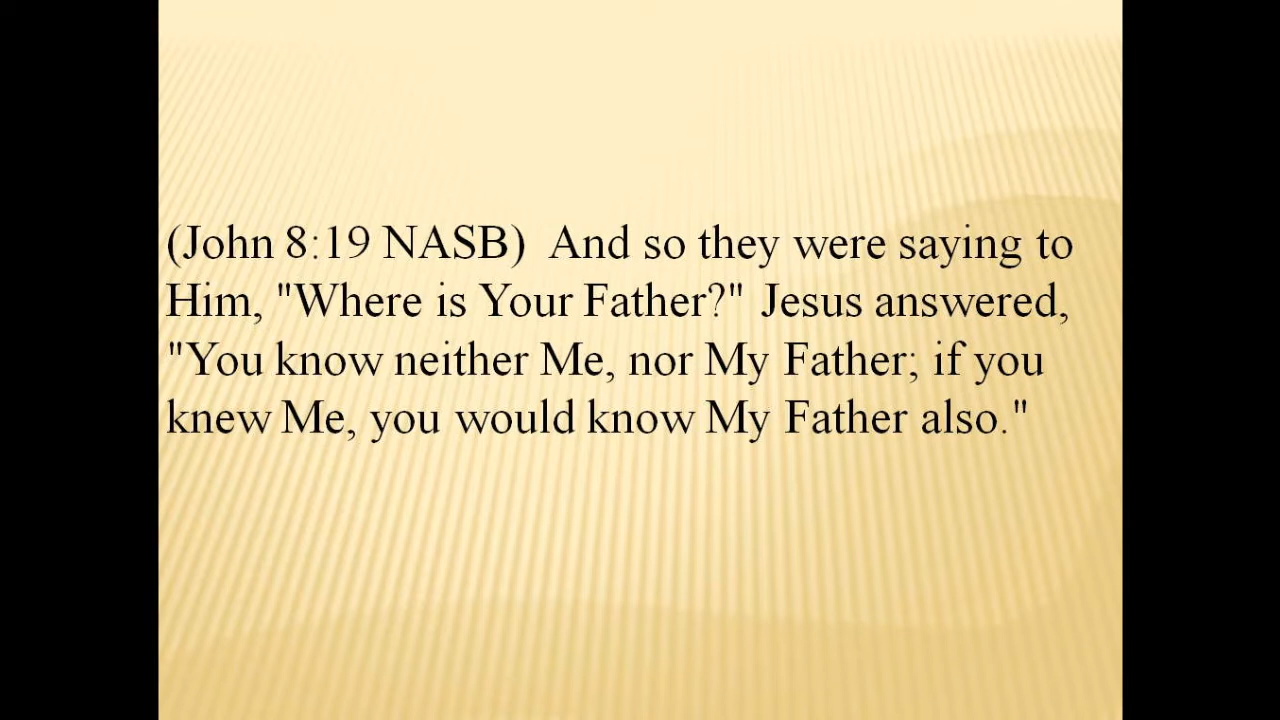 (John 8:19 NASB)  And so they were saying to
Him, "Where is Your Father?" Jesus answered,
"You know neither Me, nor My Father; if you
knew Me, you would know My Father also."